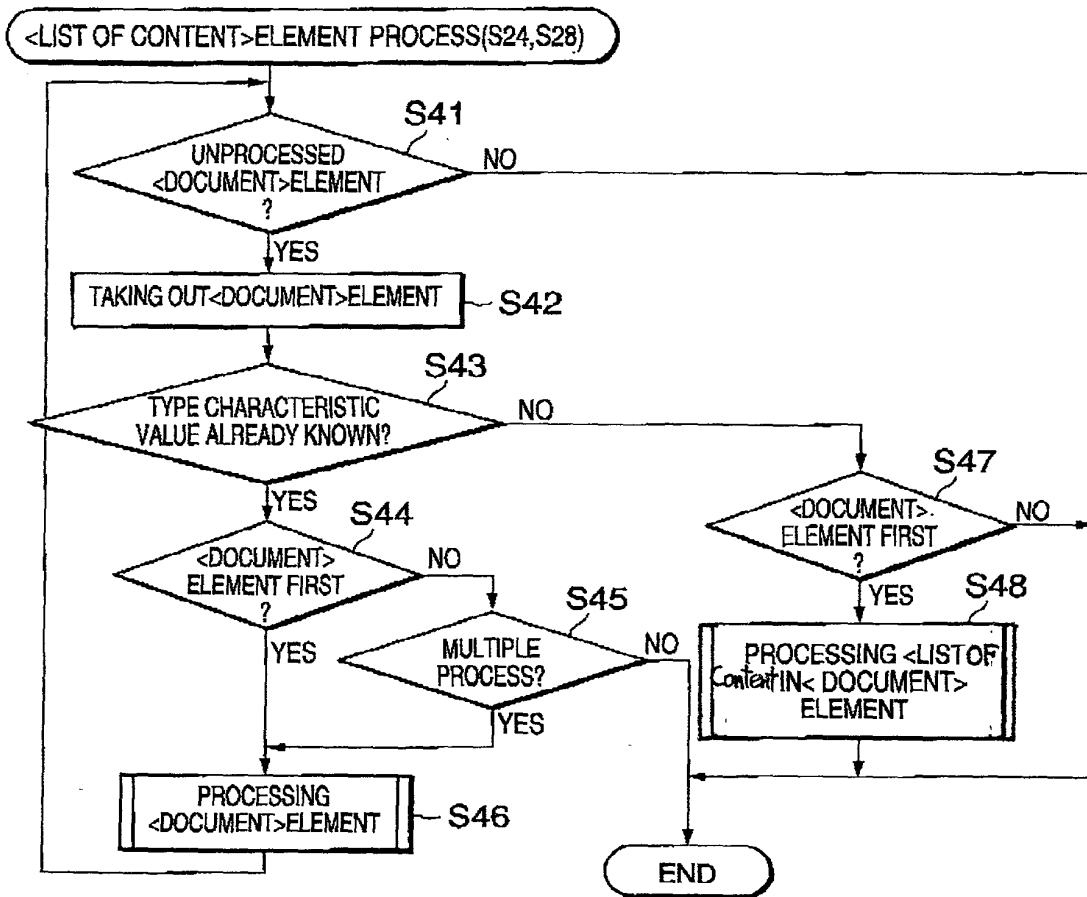 <LIST OF CONTENT>ELEMENT PROCESS(S24,S28)
S41
UNPROCESSED
<DOCUMENT>ELEMENT
?
NO
YES
TAKING OUT<DOCUMENT>ELEMENT
S42
S43
TYPE CHARACTERISTIC
VALUE ALREADY KNOWN?
NO
YES
S44
<DOCUMENT>
ELEMENT FIRST
?
NO
YES
S45
MULTIPLE
PROCESS?
NO
YES
S47
<DOCUMENT>
ELEMENT FIRST
?
NO
YES
S48
PROCESSING <LIST OF
Content IN< DOCUMENT>
ELEMENT
PROCESSING
<DOCUMENT>ELEMENT
S46
END